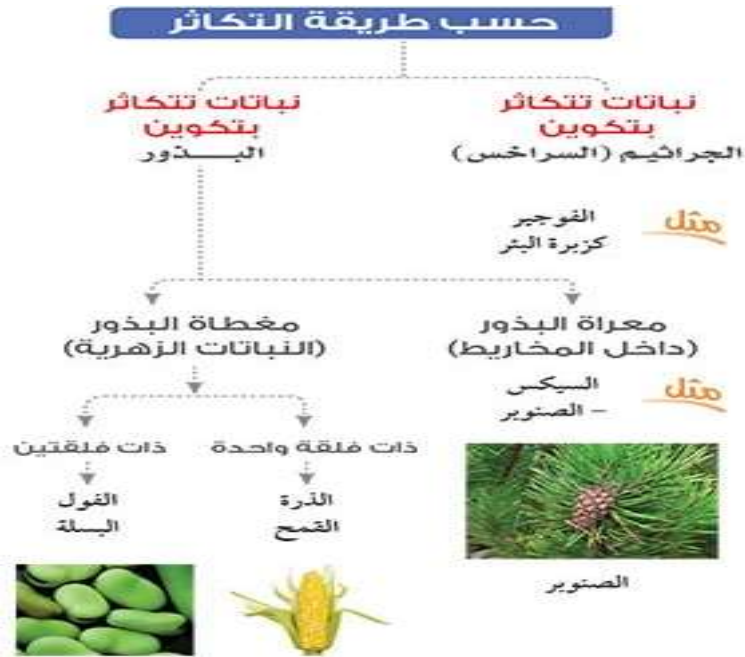 حسب طريقة التكاثر
نباتات تتكاثر
بتكوين
الجراثيم (السراخس)
نباتات تتكاثر
بتكوين
البـــذور
مثل
الفوجير
كزبرة البئر
معراة البذور
(داخل المخاريط)
مغطاة البذور
(النباتات الزهرية)
مثل
السيكس
– الصنوبر
ذات فلقة واحدة
ذات فلقتين
الذرة
القمح
الفول
البسلة
الصنوبر